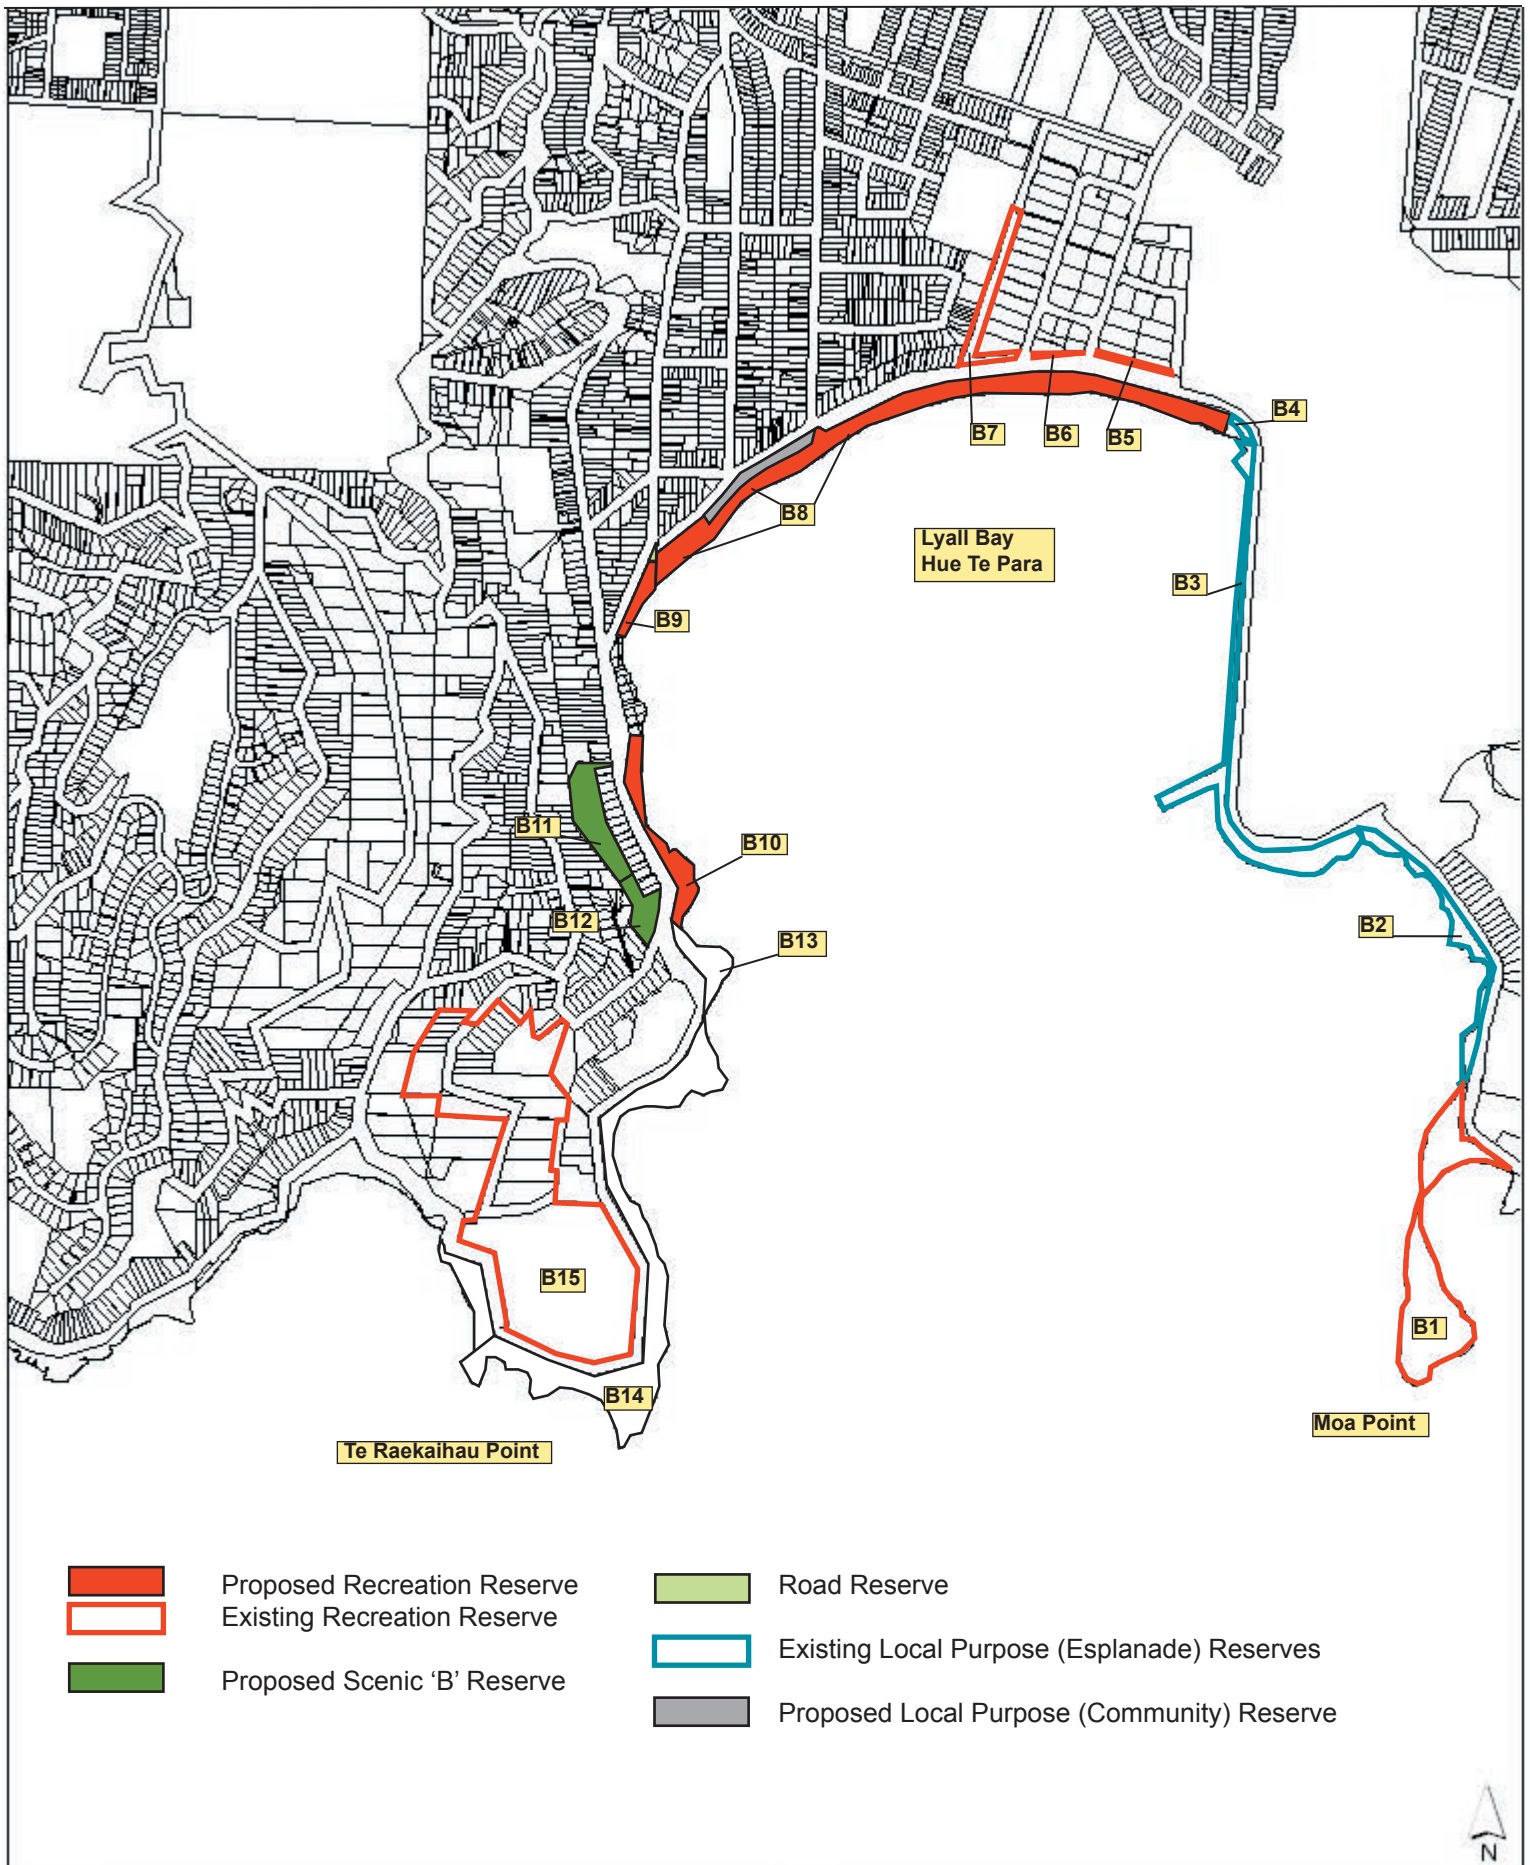 B4
B7
B6
B5
B8
Lyall Bay
Hue Te Para
B3
B9
B11
B10
B12
B2
B13
B15
B1
B14
Moa Point
Te Raekaihau Point
Proposed Recreation Reserve
Existing Recreation Reserve
Proposed Scenic ‘B’ Reserve
Road Reserve
Existing Local Purpose (Esplanade) Reserves
Proposed Local Purpose (Community) Reserve
N